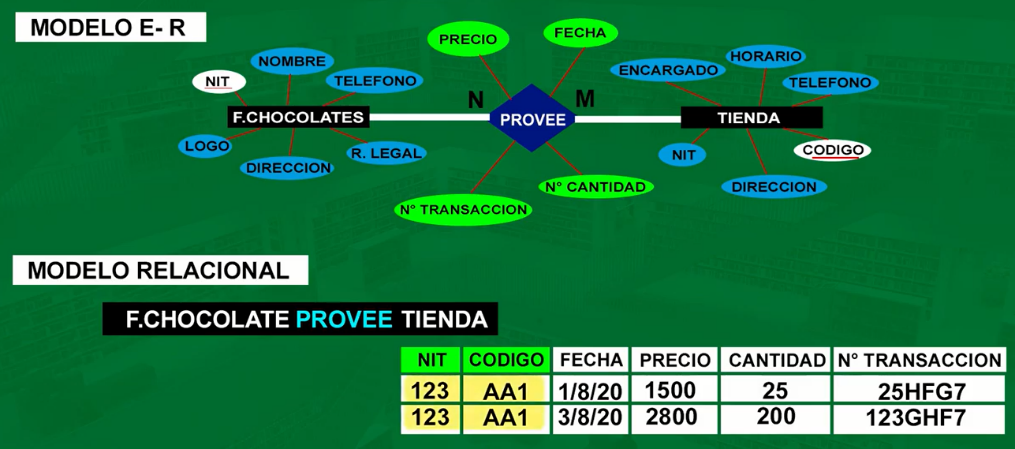 MODELO E- R
PRECIO
FECHA
NOMBRE
NIT
TELEFONO
ENCARGADO
HORARIO
TELEFONO
N
M
F.CHOCOLATES
PROVEE
TIENDA
LOGO
DIRECCION
R. LEGAL
NIT
CODIGO
N° CANTIDAD
DIRECCION
N° TRANSACCION
MODELO RELACIONAL
F.CHOCOLATE PROVEE TIENDA
NIT CODIGO FECHA PRECIO CANTIDAD N° TRANSACCION
123 AA1 1/8/20 1500 25 25HFG7
123 AA1 3/8/20 2800 200 123GHF7